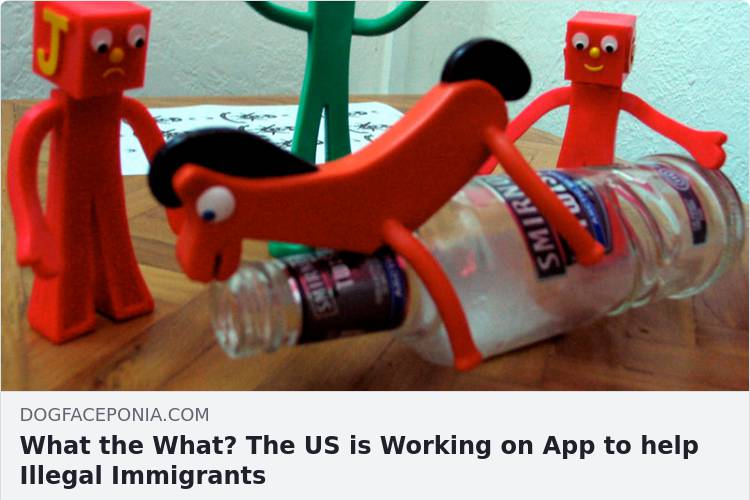 J
SMIRN
DOGFACEPONIA.COM
What the What? The US is Working on App to help
Illegal Immigrants